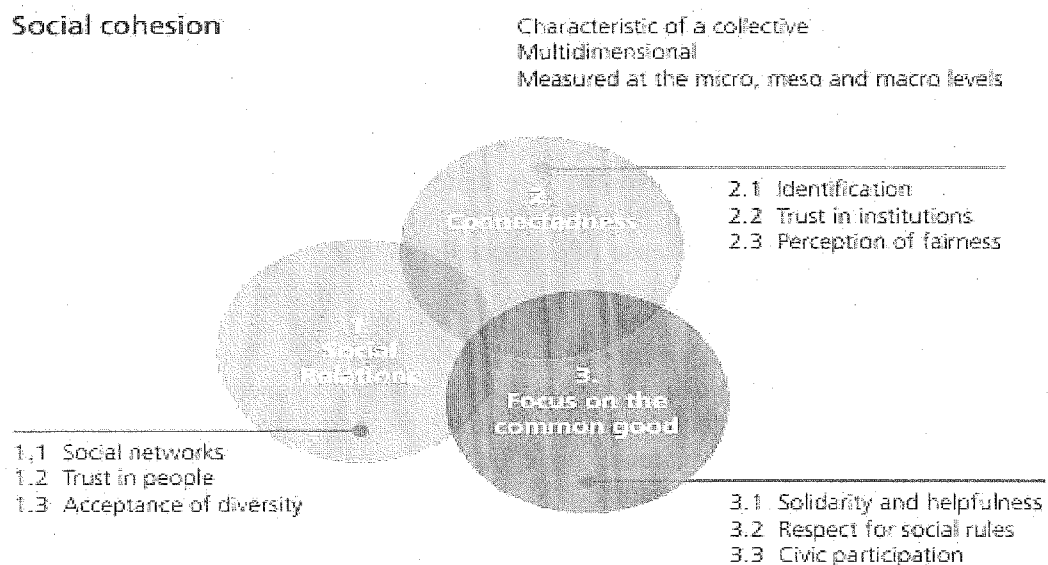 Social cohesion
Characteristic of a collective
Multidimensional
Measured at the micro, meso and macro levels
2.
Connectedness
2.1 Identification
2.2 Trust in institutions
2.3 Perception of fairness
1.
Social
Relations
3.
Focus on the
common good
1.1 Social networks
1.2 Trust in people
1.3 Acceptance of diversity
3.1 Solidarity and helpfulness
3.2 Respect for social rules
3.3 Civic participation